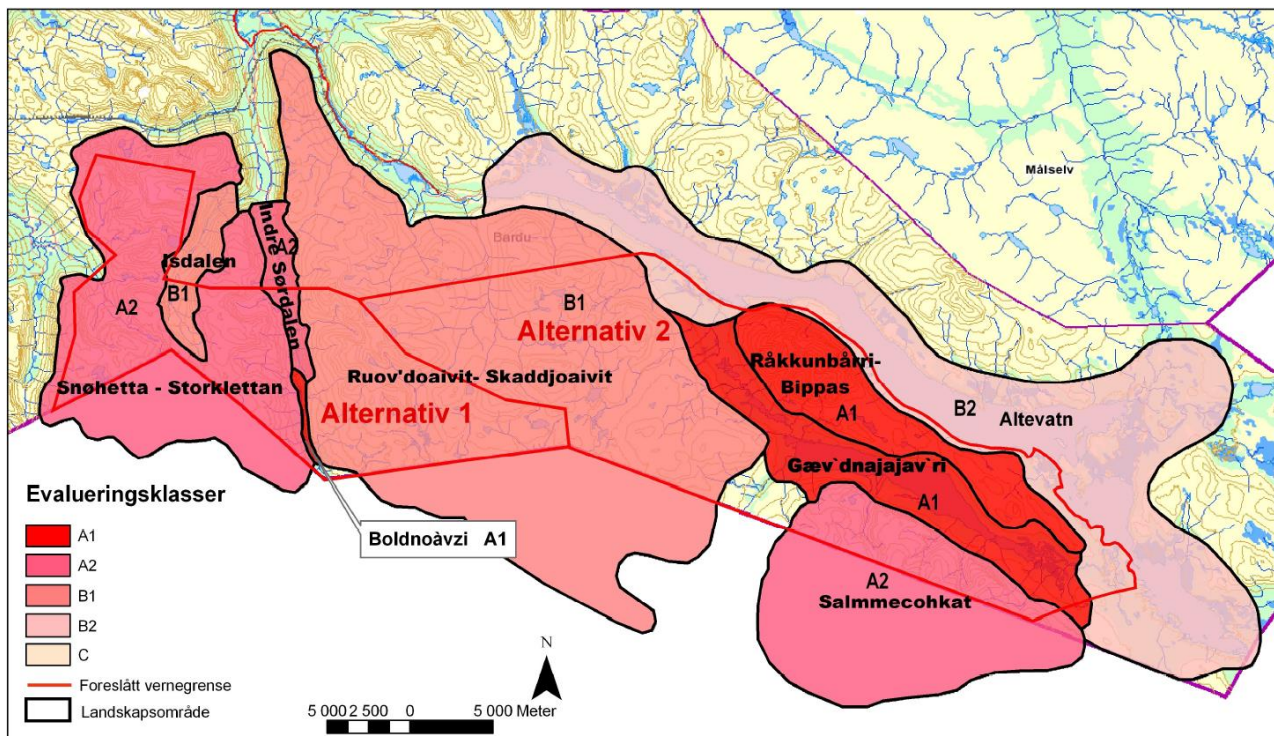 Målselv
Bardu
Isdalen
B1
A2
Snøhetta - Storklettan
Indre Sørdalen
A2
B1
Alternativ 2
Ruov'doaivit- Skaddjoaivit
Alternativ 1
Råkkunbårri-
Bippas
A1
B2
Altevatn
Gæv`dnajajav`ri
A1
A2
Salmmecohkat
Boldnoàvzi A1
Evalueringsklasser
A1
A2
B1
B2
C
Foreslått vernegrense
Landskapsområde
N
5 000 2 500 0 5 000 Meter